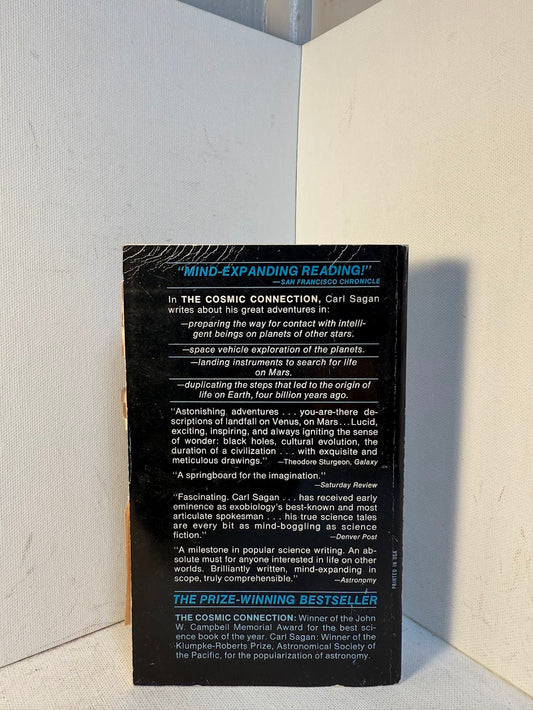 "MIND-EXPANDING READING!"
—SAN FRANCISCO CHRONICLE
In THE COSMIC CONNECTION, Carl Sagan
writes about his great adventures in:
—preparing the way for contact with intelli-
gent beings on planets of other stars.
—space vehicle exploration of the planets.
—landing instruments to search for life
on Mars.
—duplicating the steps that led to the origin of
life on Earth, four billion years ago.
"Astonishing adventures . . . you-are-there de-
scriptions of landfall on Venus, on Mars . . . Lucid,
exciting, inspiring, and always igniting the sense
of wonder: black holes, cultural evolution, the
duration of a civilization . . . with exquisite and
meticulous drawings." —Theodore Sturgeon, Galaxy
"A springboard for the imagination."
—Saturday Review
"Fascinating. Carl Sagan . . . has received early
eminence as exobiology's best-known and most
articulate spokesman . . . his true science tales
are every bit as mind-boggling as science
fiction."
—Denver Post
"A milestone in popular science writing. An ab-
solute must for anyone interested in life on other
worlds. Brilliantly written, mind-expanding in
scope, truly comprehensible." —Astronomy
THE PRIZE-WINNING BESTSELLER
THE COSMIC CONNECTION: Winner of the John
W. Campbell Memorial Award for the best sci-
ence book of the year. Carl Sagan: Winner of the
Klumpke-Roberts Prize, Astronomical Society of
the Pacific, for the popularization of astronomy.
PRINTED IN USA